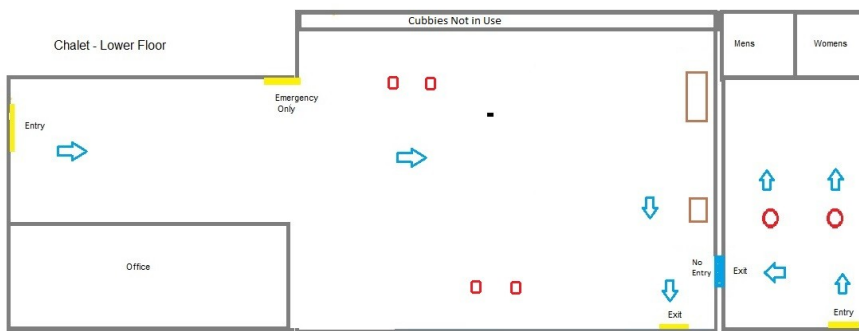 Cubbies Not in Use
Chalet - Lower Floor
Mens
Womens
Emergency
Only
Entry
Office
No
Entry
Exit
Exit
Entry